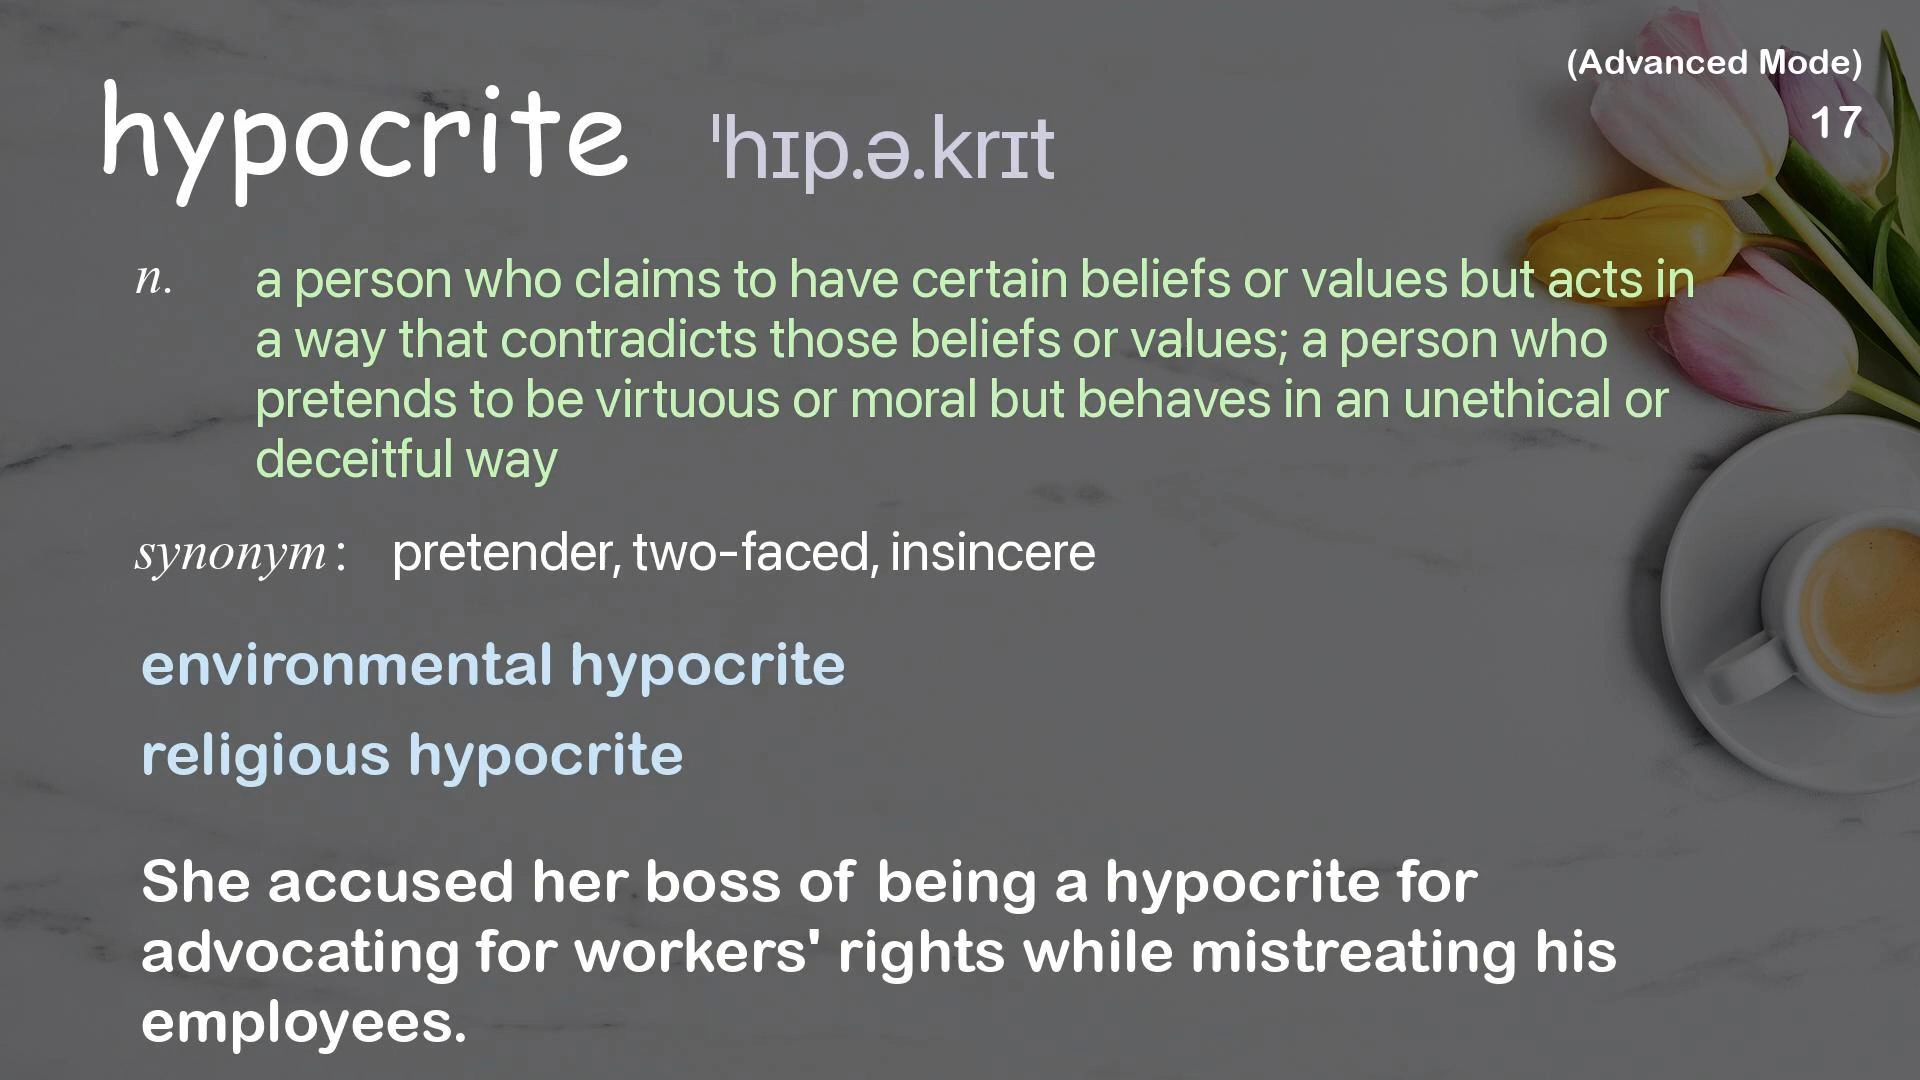 (Advanced Mode)
17
hypocrite ˈhɪp.ə.krɪt
n. a person who claims to have certain beliefs or values but acts in
a way that contradicts those beliefs or values; a person who
pretends to be virtuous or moral but behaves in an unethical or
deceitful way
synonym: pretender, two-faced, insincere
environmental hypocrite
religious hypocrite
She accused her boss of being a hypocrite for
advocating for workers' rights while mistreating his
employees.